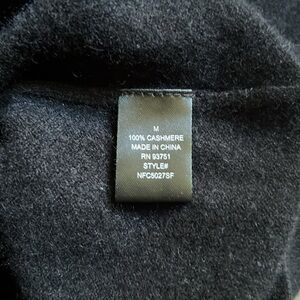 M
100% CASHMERE
MADE IN CHINA
RN 93751
STYLE#
NFC5027SF